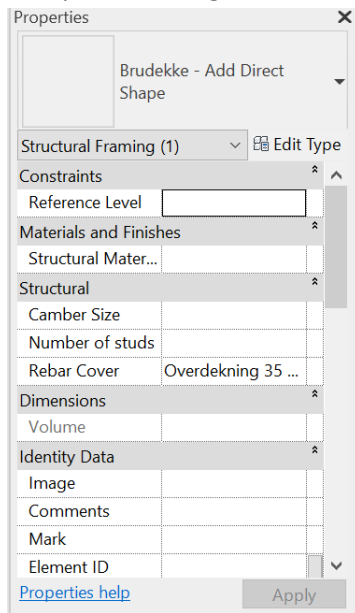 Properties
Brudekke - Add Direct
Shape
Structural Framing (1)
Edit Type
Constraints
Reference Level
Materials and Finishes
Structural Mater...
Structural
Camber Size
Number of studs
Rebar Cover Overdekning 35 ...
Dimensions
Volume
Identity Data
Image
Comments
Mark
Element ID
Properties help
Apply